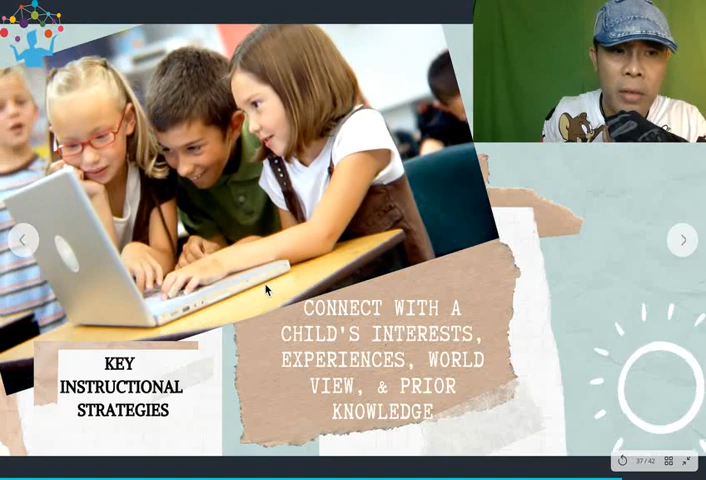 CONNECT WITH A
CHILD'S INTERESTS,
EXPERIENCES, WORLD
VIEW, & PRIOR
KNOWLEDGE
KEY
INSTRUCTIONAL
STRATEGIES
37 / 42